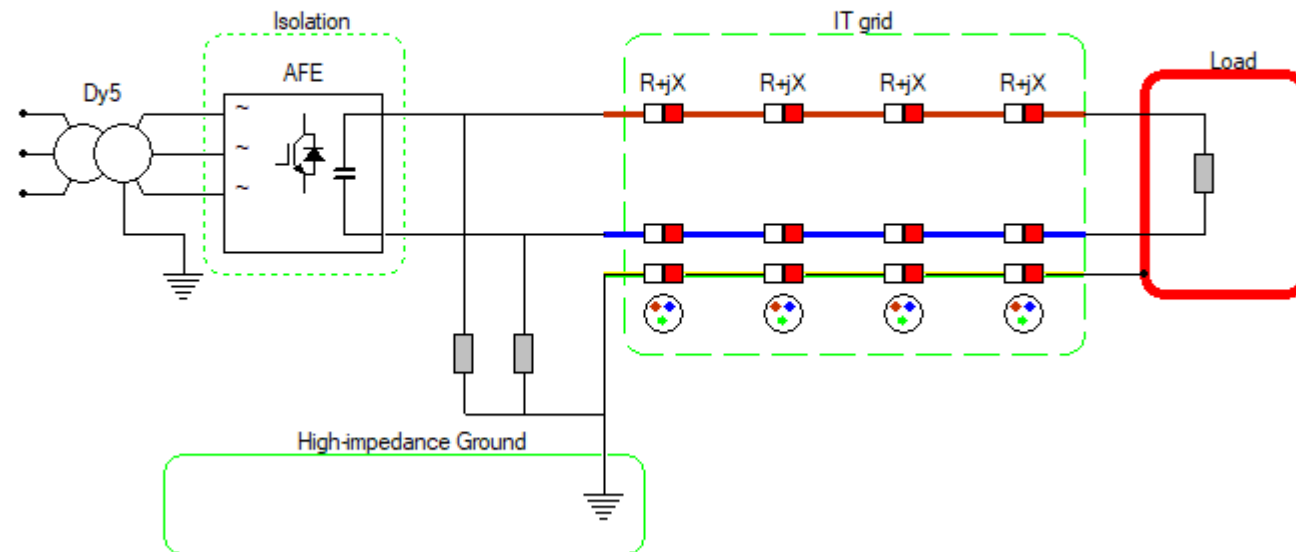 Isolation
IT grid
AFE
Load
Dy5
R+jX
R+jX
R+jX
R+jX
~
~
~
High-impedance Ground